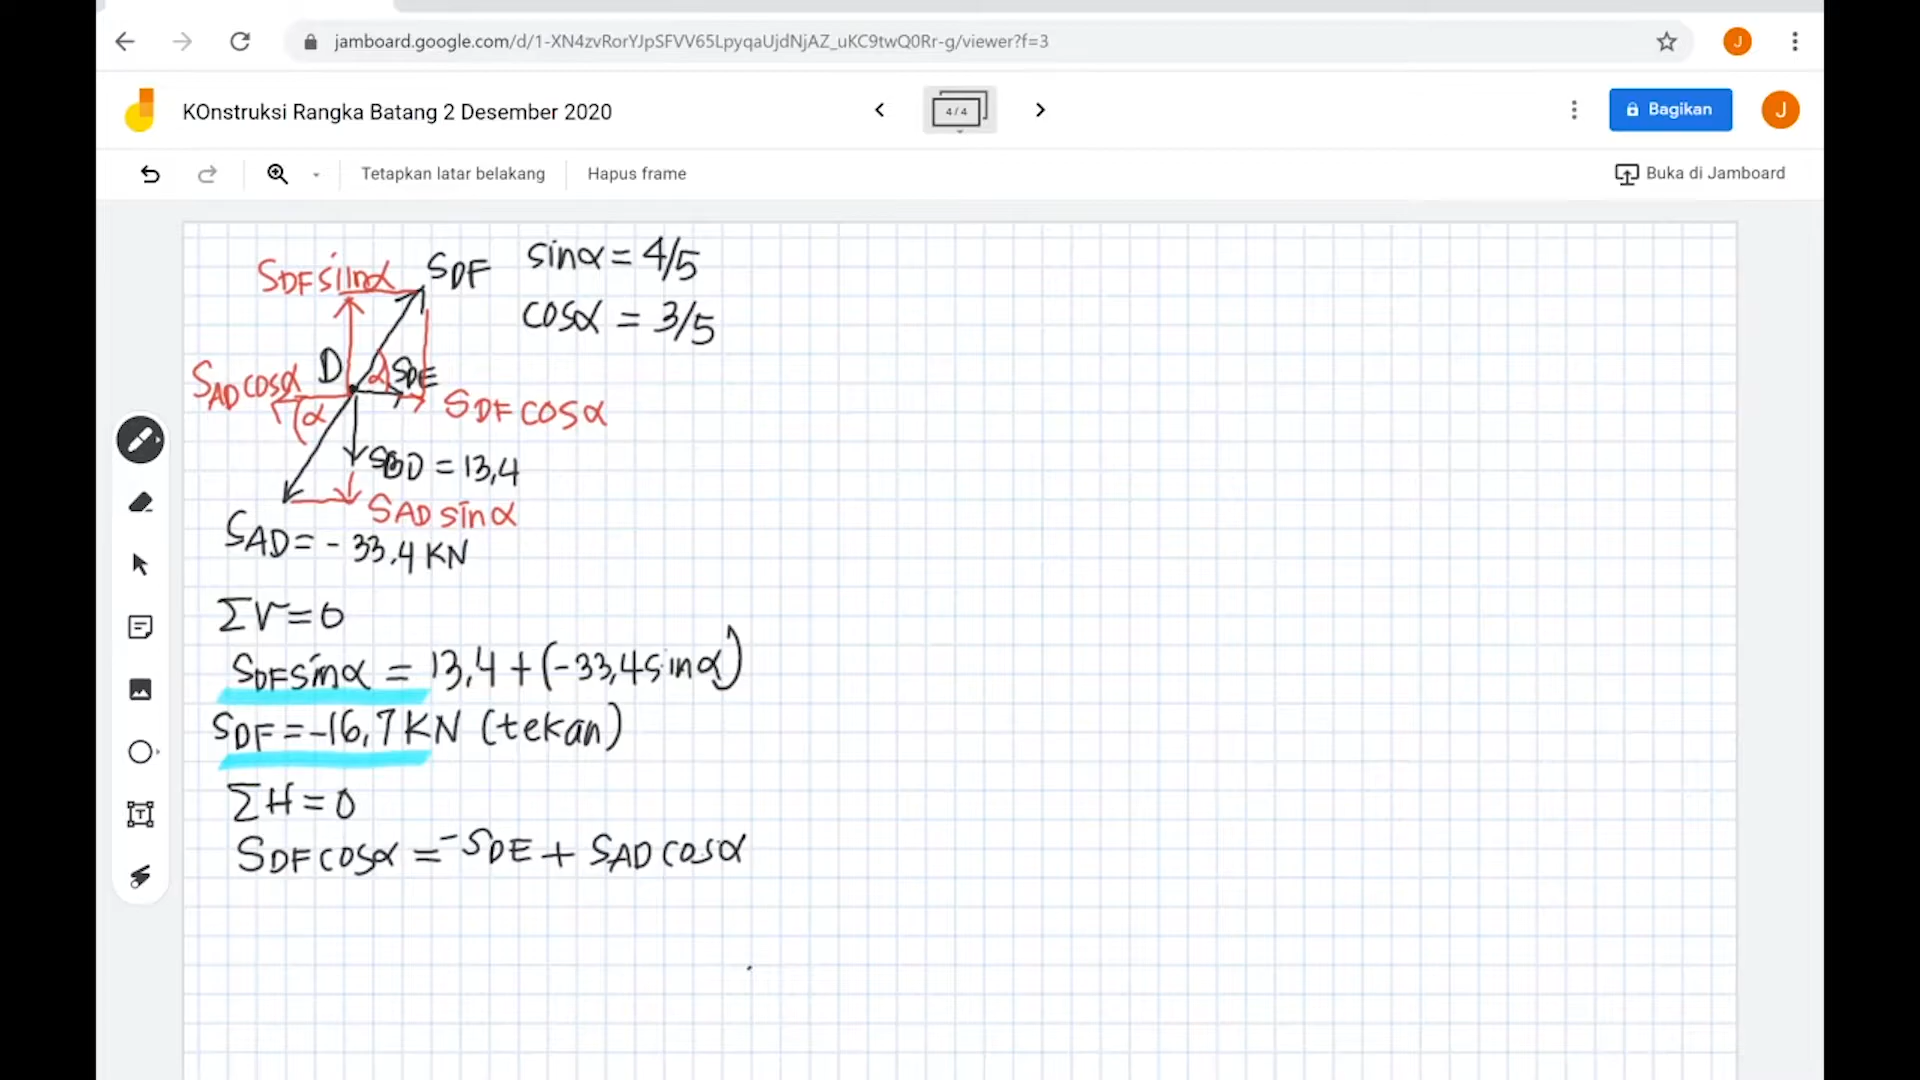 jamboard.google.com/d/1-XN4zvRorYJpSFVV65LpyqaUjdNjAZ_uKC9twQ0Rr-g/viewer?f=3
J
KOnstruksi Rangka Batang 2 Desember 2020
4 / 4
Bagikan
J
Tetapkan latar belakang
Hapus frame
Buka di Jamboard
SDF sinα
SDF
sinα = 4/5
cosα = 3/5
D
α
SDE
SAD cosα
α
SDF cosα
SBD = 13,4
SAD sinα
SAD = - 33,4 KN
ΣV = 0
SDF sinα = 13,4 + (-33,4 sinα)
SDF = -16,7 KN (tekan)
ΣH = 0
SDF cosα = -SDE + SAD cosα